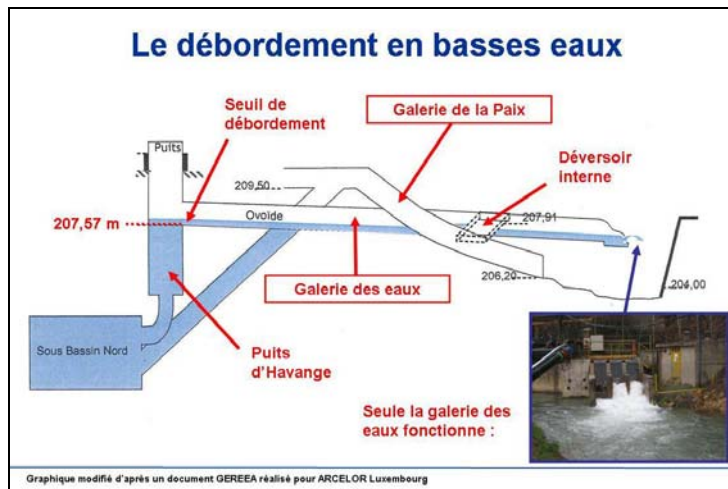 Le débordement en basses eaux
Seuil de
débordement
Galerie de la Paix
Puits
Déversoir
interne
209,50
207,57 m
Ovoïde
207,91
Galerie des eaux
206,20
204,00
Sous Bassin Nord
Puits
d'Havange
Seule la galerie des
eaux fonctionne :
Graphique modifié d'après un document GEREEA réalisé pour ARCELOR Luxembourg